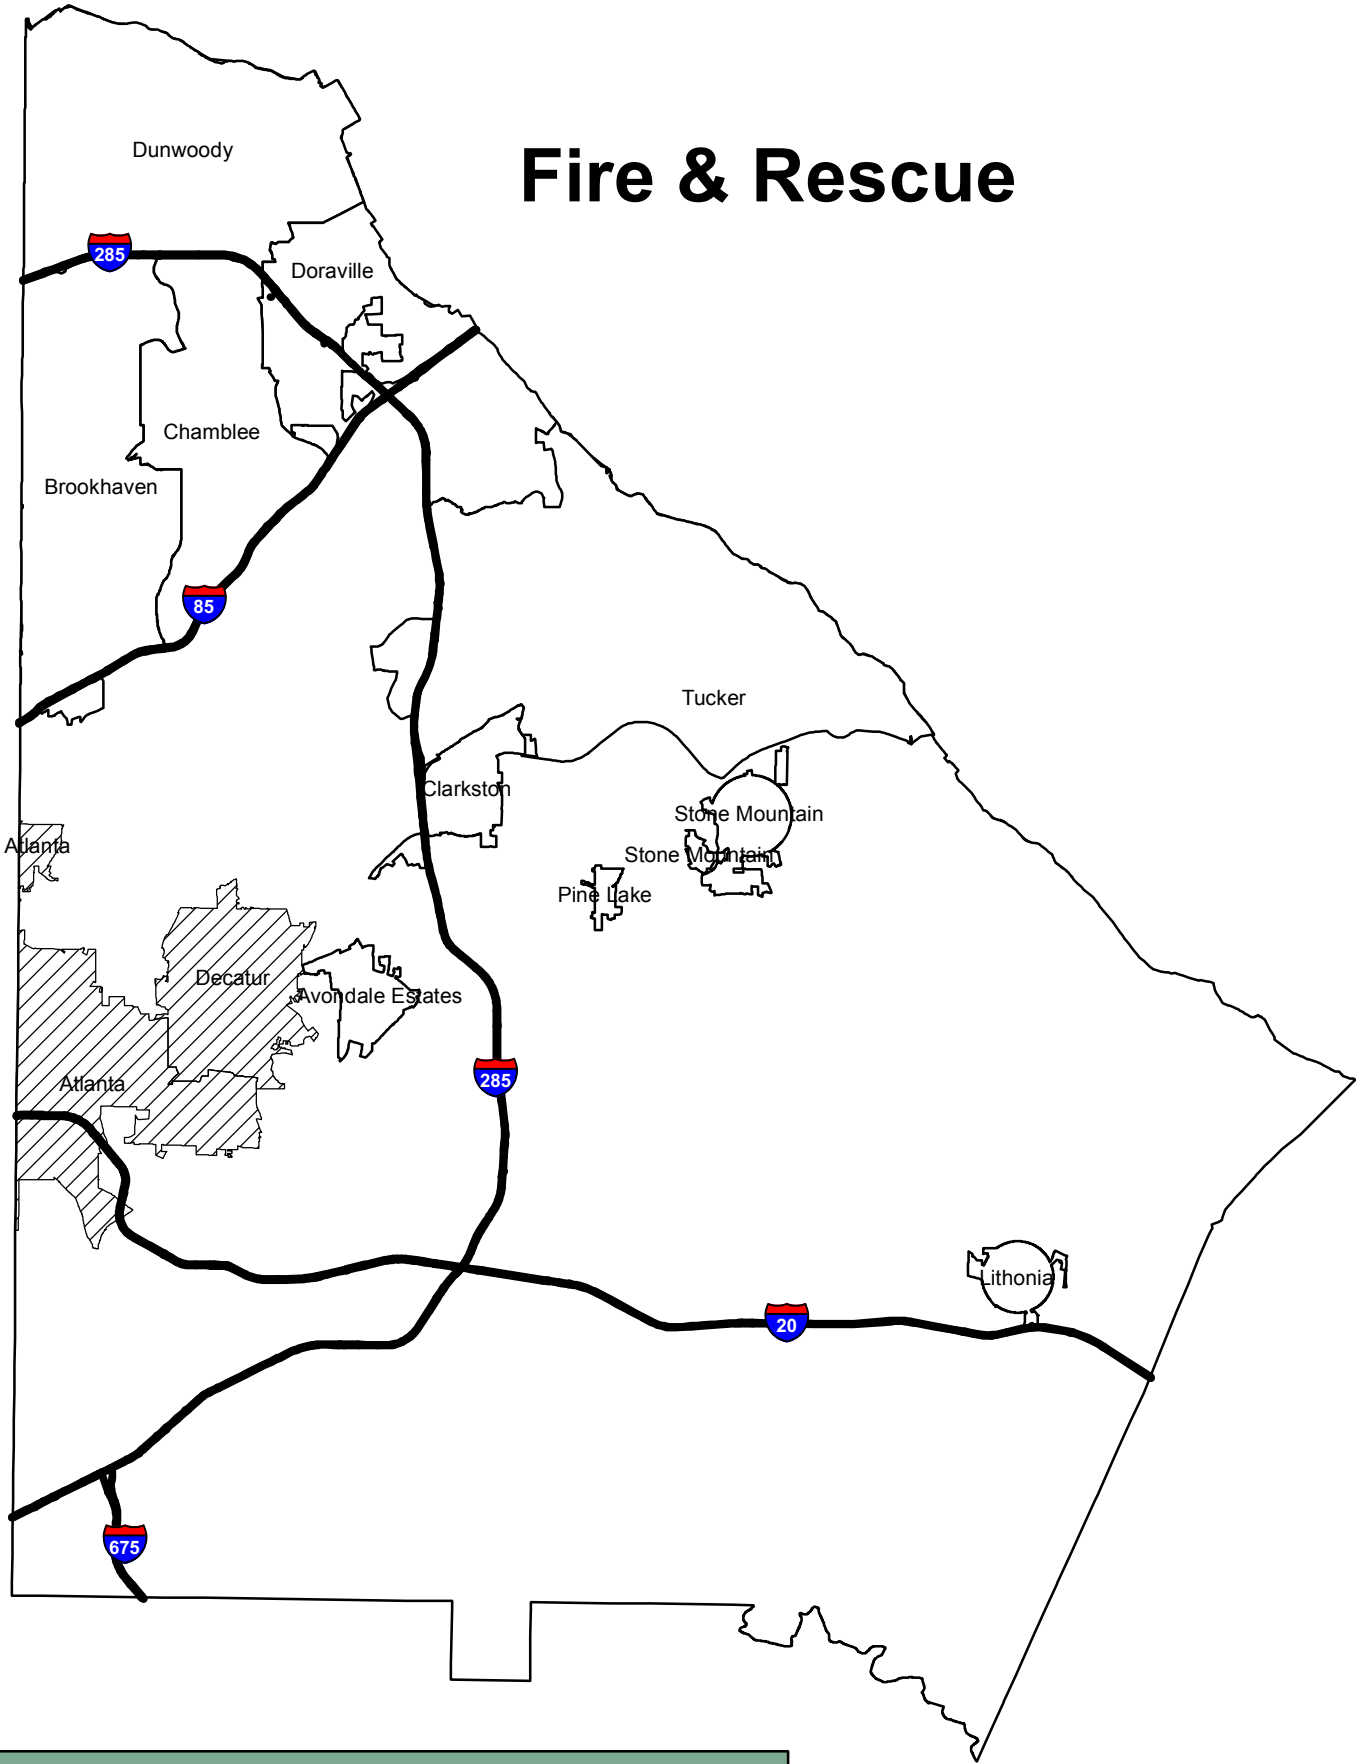 Fire & Rescue
Dunwoody
285
Doraville
Chamblee
Brookhaven
85
Tucker
Clarkston
Stone Mountain
Atlanta
Stone Mountain
Pine Lake
Decatur
Avondale Estates
285
Atlanta
Lithonia
20
675